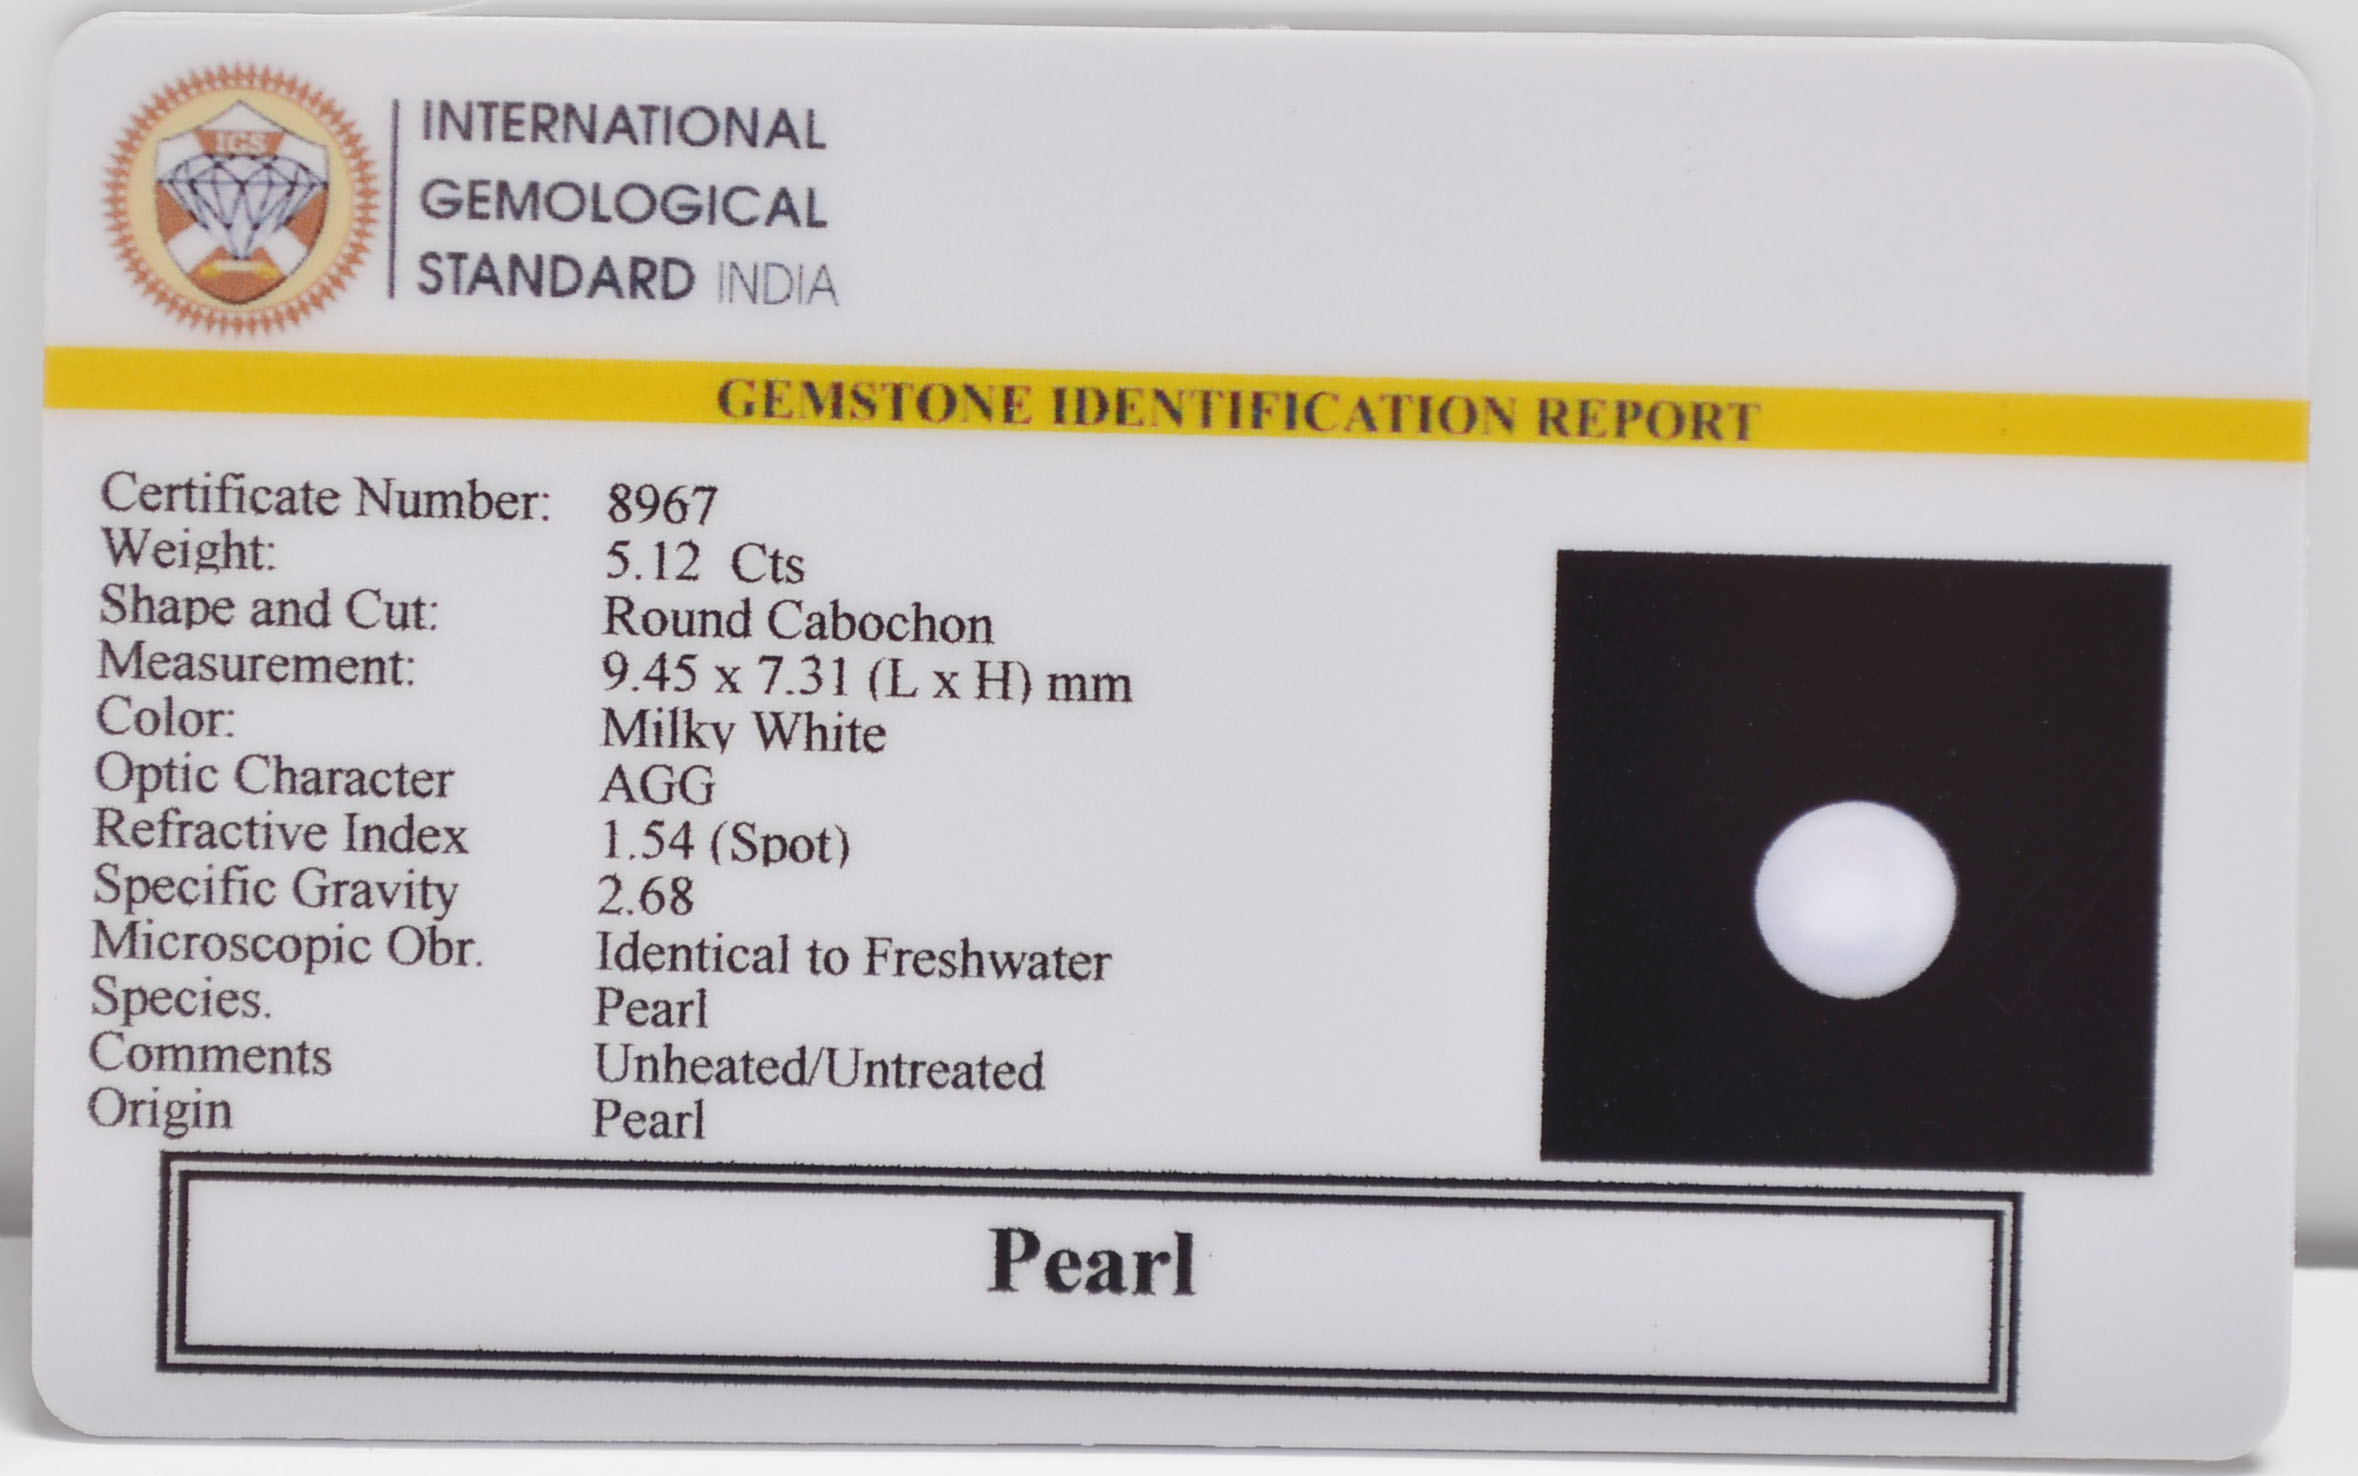 IGS
INTERNATIONAL
GEMOLOGICAL
STANDARD INDIA
GEMSTONE IDENTIFICATION REPORT
Certificate Number: 8967
Weight: 5.12 Cts
Shape and Cut: Round Cabochon
Measurement: 9.45 x 7.31 (L x H) mm
Color: Milky White
Optic Character AGG
Refractive Index 1.54 (Spot)
Specific Gravity 2.68
Microscopic Obr. Identical to Freshwater
Species. Pearl
Comments Unheated/Untreated
Origin Pearl
Pearl